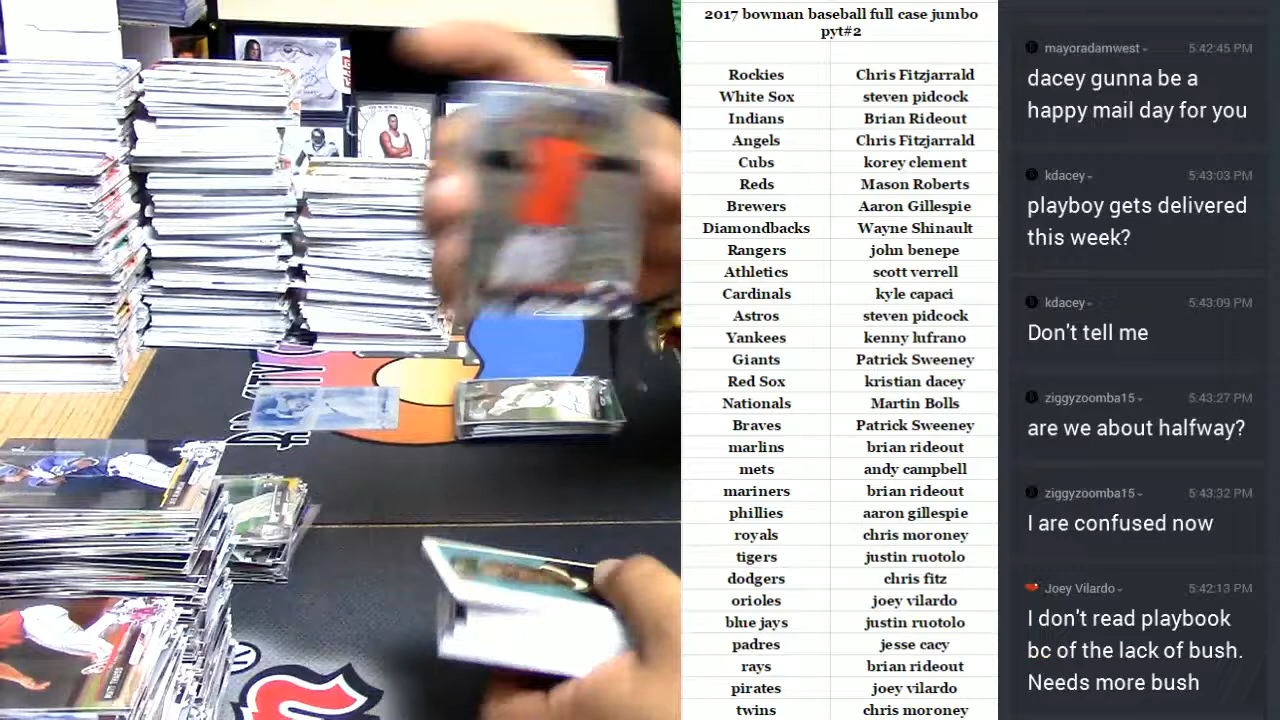 2017 bowman baseball full case jumbo
pyt#2
Rockies Chris Fitzjarrald
White Sox steven pidcock
Indians Brian Rideout
Angels Chris Fitzjarrald
Cubs korey clement
Reds Mason Roberts
Brewers Aaron Gillespie
Diamondbacks Wayne Shinault
Rangers john benepe
Athletics scott verrell
Cardinals kyle capaci
Astros steven pidcock
Yankees kenny lufrano
Giants Patrick Sweeney
Red Sox kristian dacey
Nationals Martin Bolls
Braves Patrick Sweeney
marlins brian rideout
mets andy campbell
mariners brian rideout
phillies aaron gillespie
royals chris moroney
tigers justin ruotolo
dodgers chris fitz
orioles joey vilardo
blue jays justin ruotolo
padres jesse cacy
rays brian rideout
pirates joey vilardo
twins chris moroney
mayoradamwest 5:42:45 PM
dacey gunna be a
happy mail day for you
kdacey 5:43:03 PM
playboy gets delivered
this week?
kdacey 5:43:09 PM
Don't tell me
ziggyzoomba15 5:43:27 PM
are we about halfway?
ziggyzoomba15 5:43:32 PM
I are confused now
Joey Vilardo 5:42:13 PM
I don't read playbook
bc of the lack of bush.
Needs more bush